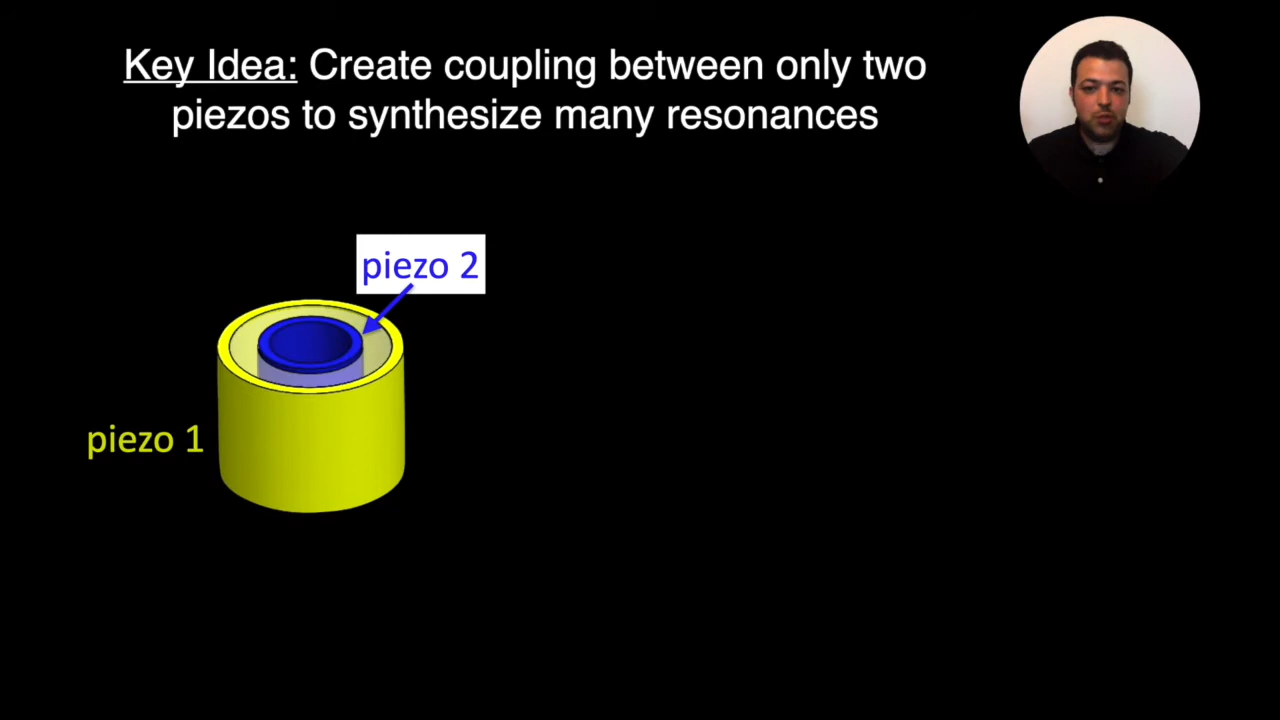 Key Idea: Create coupling between only two
piezos to synthesize many resonances
piezo 2
piezo 1